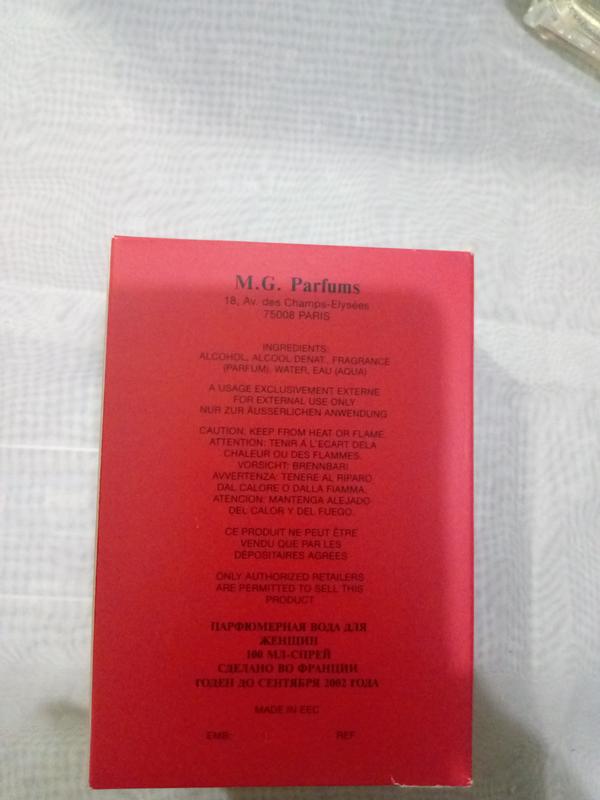 M.G. Parfums
18, Av. des Champs-Elysées
75008 PARIS
INGREDIENTS:
ALCOHOL, ALCOOL DENAT., FRAGRANCE
(PARFUM), WATER, EAU (AQUA)
A USAGE EXCLUSIVEMENT EXTERNE
FOR EXTERNAL USE ONLY
NUR ZUR ÄUSSERLICHEN ANWENDUNG
CAUTION: KEEP FROM HEAT OR FLAME.
ATTENTION: TENIR A L'ECART DELA
CHALEUR OU DES FLAMMES.
VORSICHT: BRENNBAR!
AVVERTENZA: TENERE AL RIPARO
DAL CALORE O DALLA FIAMMA.
ATENCION: MANTENGA ALEJADO
DEL CALOR Y DEL FUEGO.
CE PRODUIT NE PEUT ÊTRE
VENDU QUE PAR LES
DÉPOSITAIRES AGRÉÉS
ONLY AUTHORIZED RETAILERS
ARE PERMITTED TO SELL THIS
PRODUCT
ПАРФЮМЕРНАЯ ВОДА ДЛЯ
ЖЕНЩИН
100 МЛ-СПРЕЙ
СДЕЛАНО ВО ФРАНЦИИ
ГОДЕН ДО СЕНТЯБРЯ 2002 ГОДА
MADE IN EEC
EMB: REF